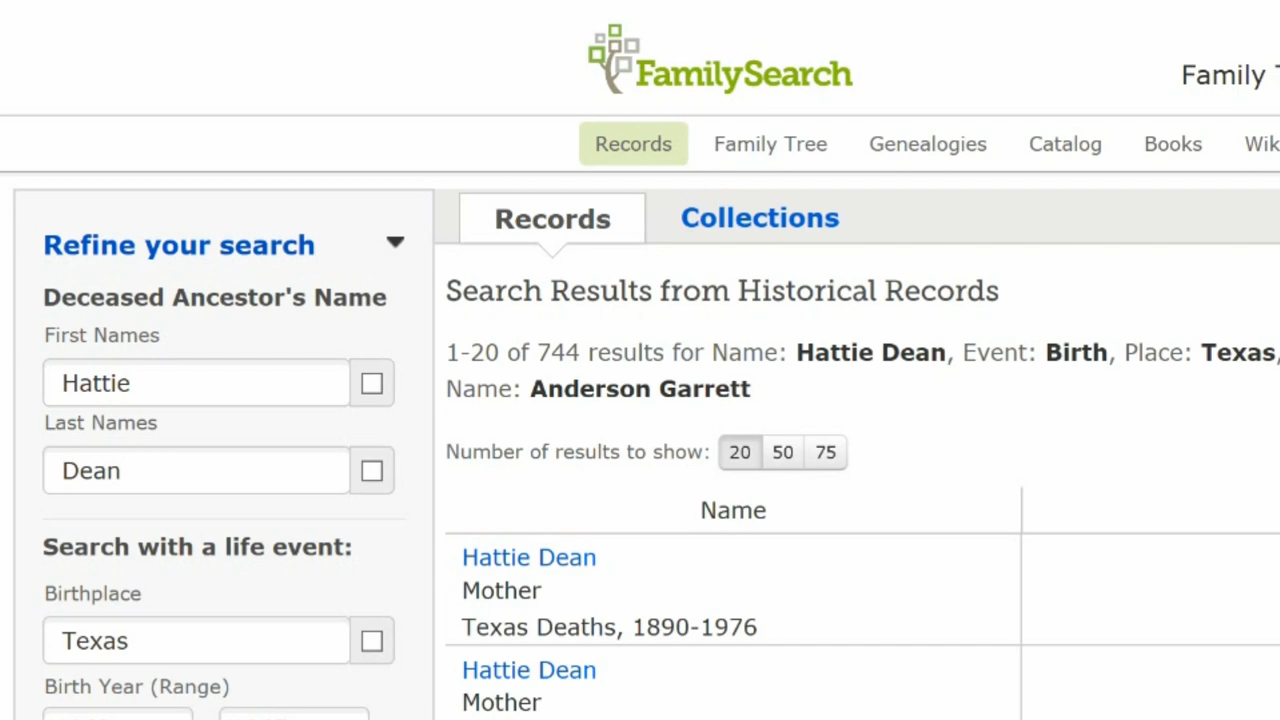 FamilySearch
Family
Records Family Tree Genealogies Catalog Books
Refine your search
Deceased Ancestor's Name
First Names
Hattie
Last Names
Dean
Search with a life event:
Birthplace
Texas
Birth Year (Range)
Records Collections
Search Results from Historical Records
1-20 of 744 results for Name: Hattie Dean, Event: Birth, Place: Texas,
Name: Anderson Garrett
Number of results to show: 20 50 75
Name
Hattie Dean
Mother
Texas Deaths, 1890-1976
Hattie Dean
Mother